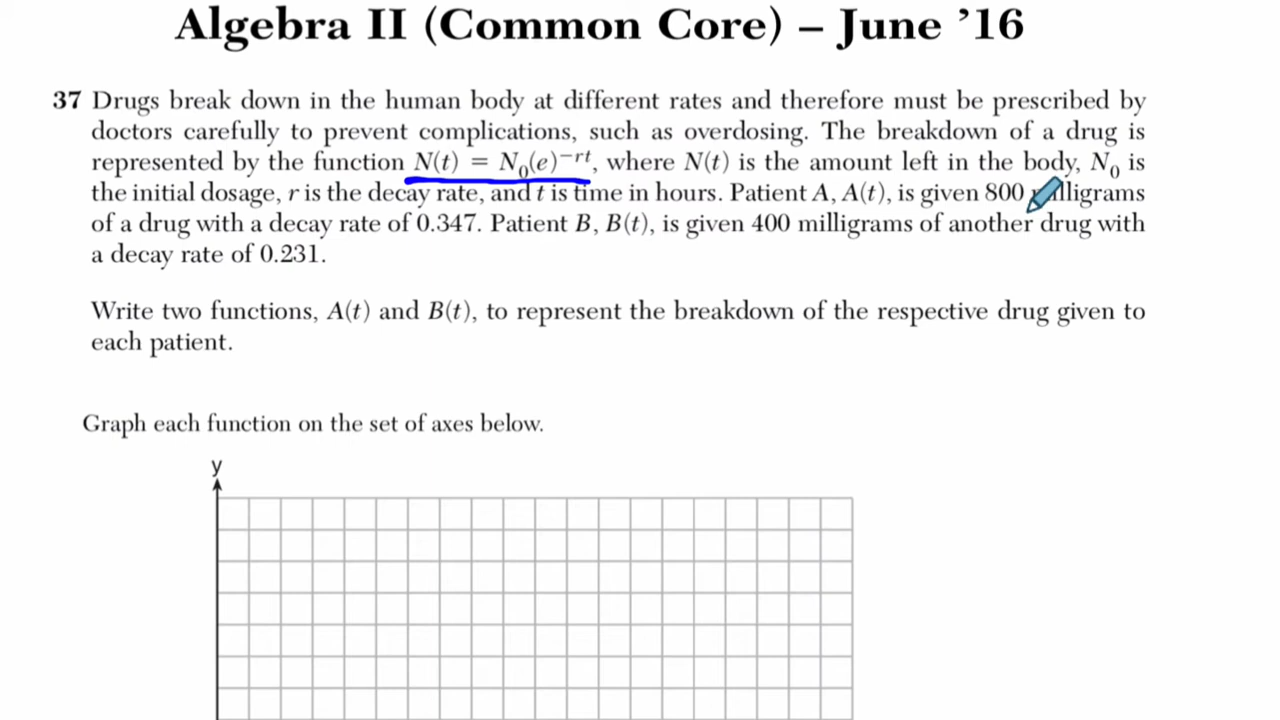 Algebra II (Common Core) – June ’16
37 Drugs break down in the human body at different rates and therefore must be prescribed by
doctors carefully to prevent complications, such as overdosing. The breakdown of a drug is
represented by the function N(t) = N₀(e)⁻ʳᵗ, where N(t) is the amount left in the body, N₀ is
the initial dosage, r is the decay rate, and t is time in hours. Patient A, A(t), is given 800 milligrams
of a drug with a decay rate of 0.347. Patient B, B(t), is given 400 milligrams of another drug with
a decay rate of 0.231.
Write two functions, A(t) and B(t), to represent the breakdown of the respective drug given to
each patient.
Graph each function on the set of axes below.
y